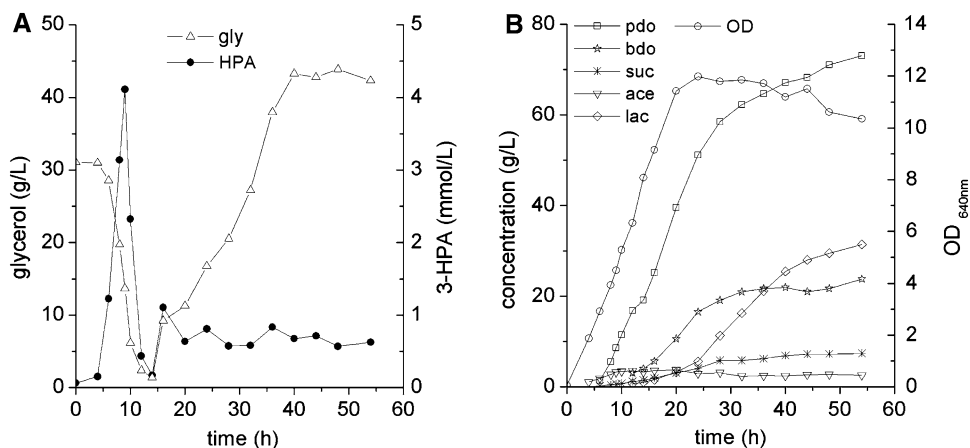 A
gly
HPA
50
40
30
20
10
0
glycerol (g/L)
5
4
3
2
1
0
3-HPA (mmol/L)
0 10 20 30 40 50 60
time (h)
B
pdo
bdo
suc
ace
lac
OD
80
60
40
20
0
concentration (g/L)
14
12
10
8
6
4
2
0
OD 640nm
0 10 20 30 40 50 60
time (h)